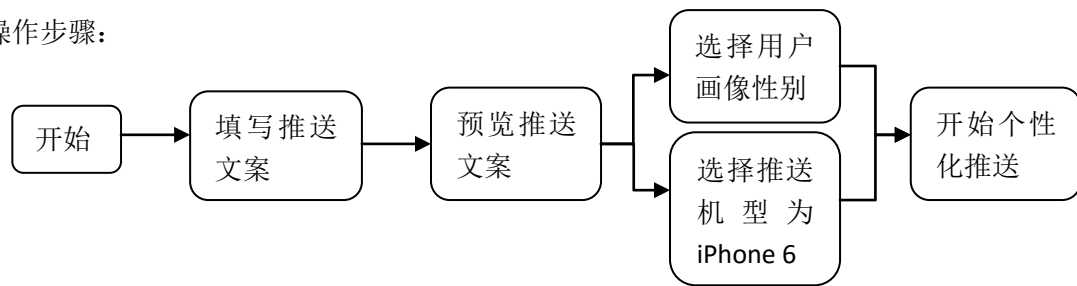 操作步骤：
开始
填写推送
文案
预览推送
文案
选择用户
画像性别
选择推送
机型为
iPhone 6
开始个性
化推送